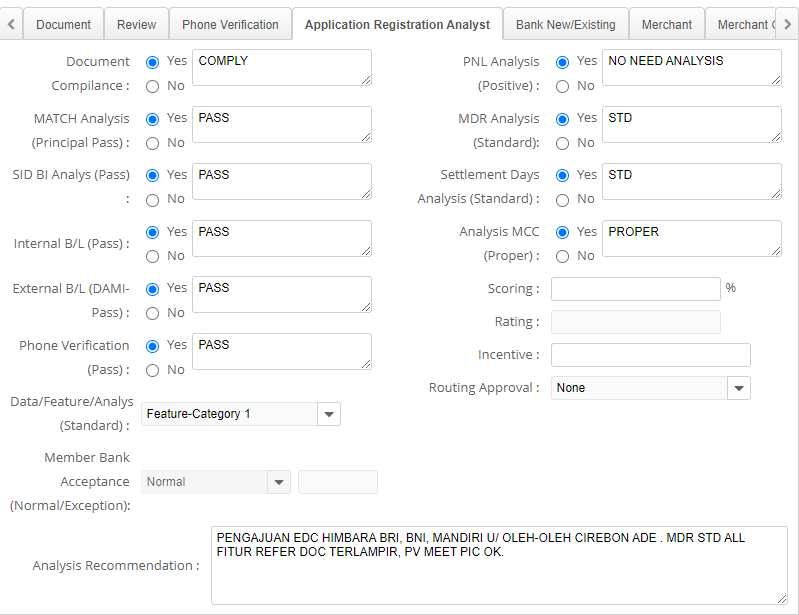 Document Review Phone Verification Application Registration Analyst Bank New/Existing Merchant Merchant
Document Compliance : Yes No COMPLY
MATCH Analysis (Principal Pass) : Yes No PASS
SID BI Analys (Pass) : Yes No PASS
Internal B/L (Pass) : Yes No PASS
External B/L (DAMI-Pass) : Yes No PASS
Phone Verification (Pass) : Yes No PASS
Data/Feature/Analys (Standard) : Feature-Category 1
Member Bank Acceptance (Normal/Exception): Normal
PNL Analysis (Positive) : Yes No NO NEED ANALYSIS
MDR Analysis (Standard): Yes No STD
Settlement Days Analysis (Standard) : Yes No STD
Analysis MCC (Proper) : Yes No PROPER
Scoring : %
Rating :
Incentive :
Routing Approval : None
Analysis Recommendation :
PENGAJUAN EDC HIMBARA BRI, BNI, MANDIRI U/ OLEH-OLEH CIREBON ADE . MDR STD ALL
FITUR REFER DOC TERLAMPIR, PV MEET PIC OK.